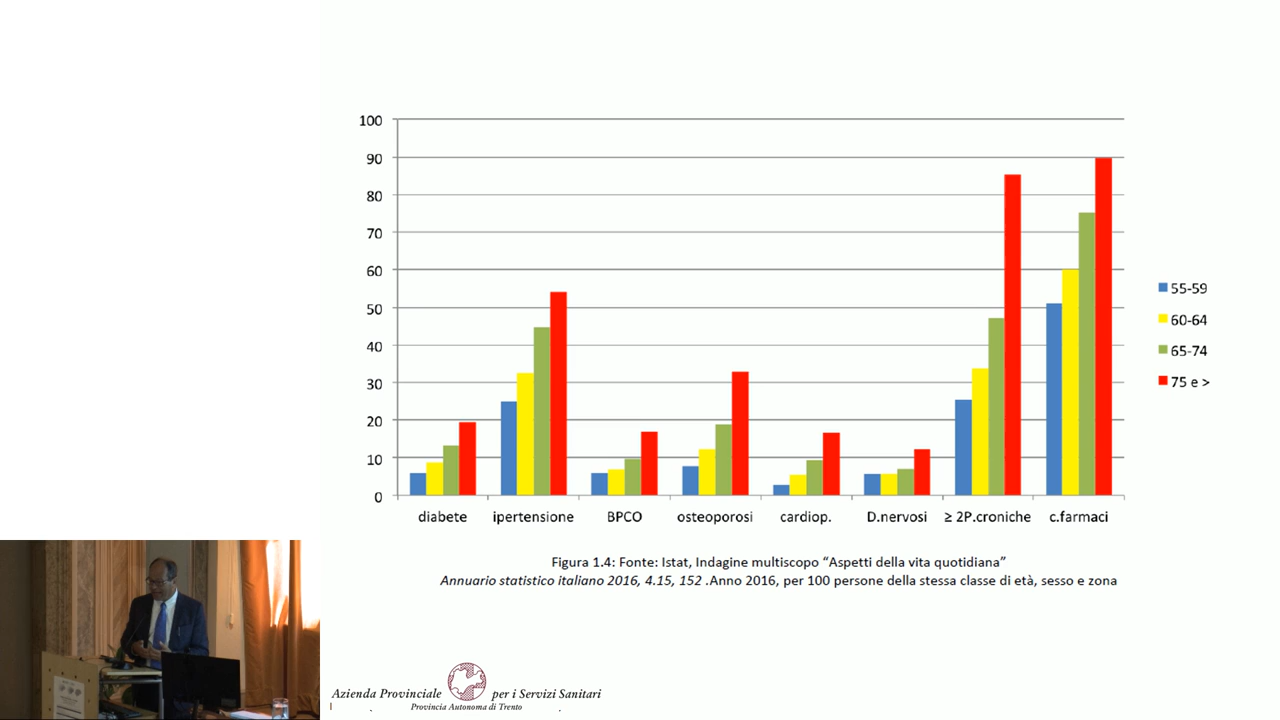 100
90
80
70
60
50
40
30
20
10
0
diabete
ipertensione
BPCO
osteoporosi
cardiop.
D.nervosi
≥ 2P.croniche
c.farmaci
55-59
60-64
65-74
75 e >
Figura 1.4: Fonte: Istat, Indagine multiscopo “Aspetti della vita quotidiana”
Annuario statistico italiano 2016, 4.15, 152 .Anno 2016, per 100 persone della stessa classe di età, sesso e zona
Azienda Provinciale per i Servizi Sanitari
Provincia Autonoma di Trento